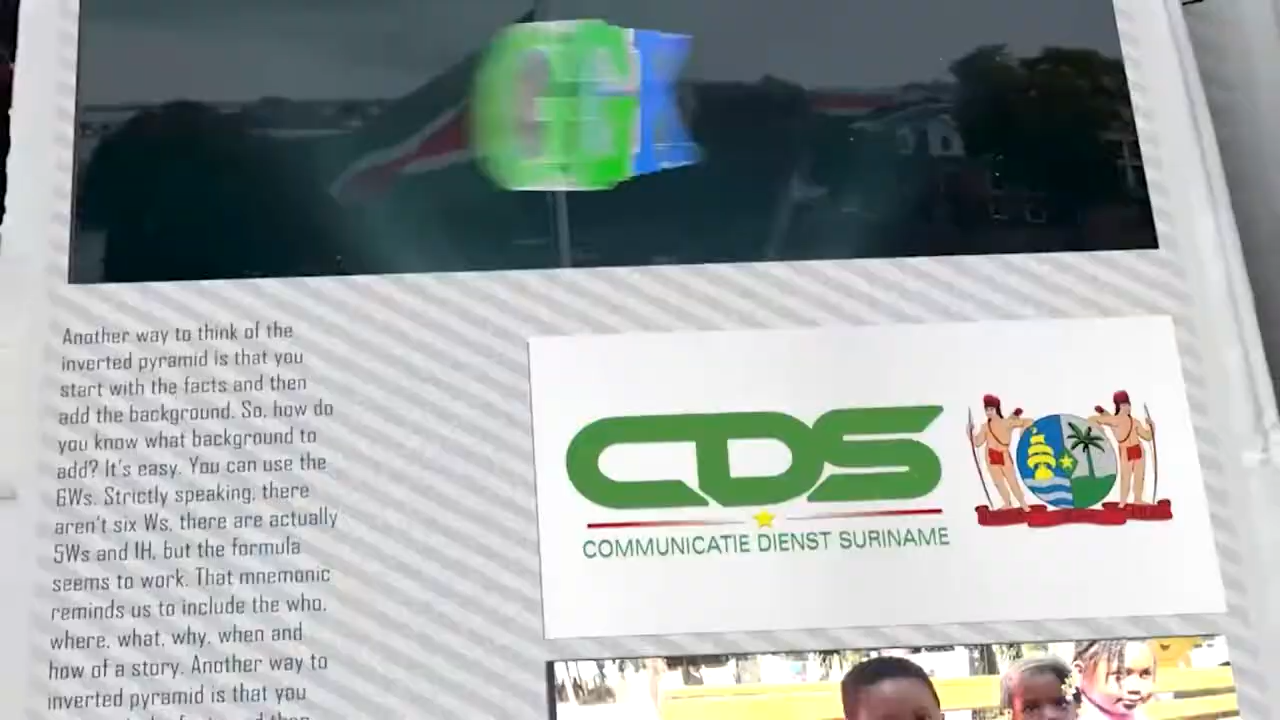 Another way to think of the
inverted pyramid is that you
start with the facts and then
add the background. So, how do
you know what background to
add? It's easy. You can use the
6Ws. Strictly speaking, there
aren't six Ws, there are actually
5Ws and 1H, but the formula
seems to work. That mnemonic
reminds us to include the who,
where, what, why, when and
how of a story. Another way to
inverted pyramid is that you
CDS
COMMUNICATIE DIENST SURINAME